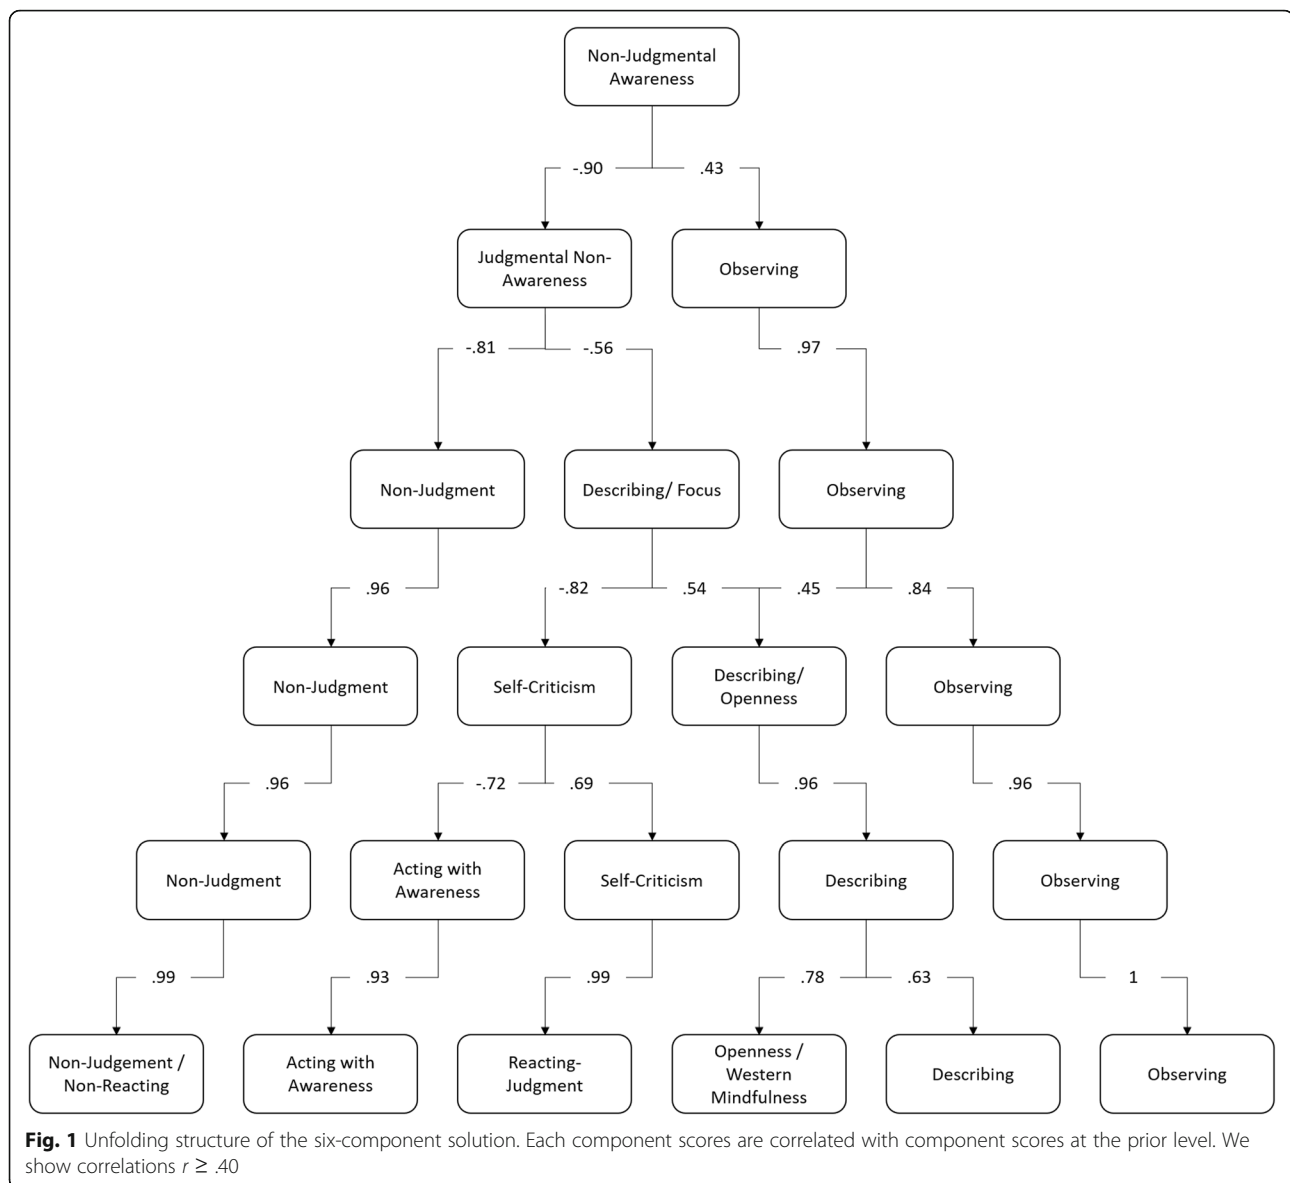 Non-Judgmental
Awareness
-.90
.43
Judgmental Non-
Awareness
Observing
-.81
-.56
.97
Non-Judgment
Describing/ Focus
Observing
.96
-.82
.54
.45
.84
Non-Judgment
Self-Criticism
Describing/
Openness
Observing
.96
-.72
.69
.96
.96
Non-Judgment
Acting with
Awareness
Self-Criticism
Describing
Observing
.99
.93
.99
.78
.63
1
Non-Judgement /
Non-Reacting
Acting with
Awareness
Reacting-
Judgment
Openness /
Western
Mindfulness
Describing
Observing
Fig. 1 Unfolding structure of the six-component solution. Each component scores are correlated with component scores at the prior level. We
show correlations r ≥ .40